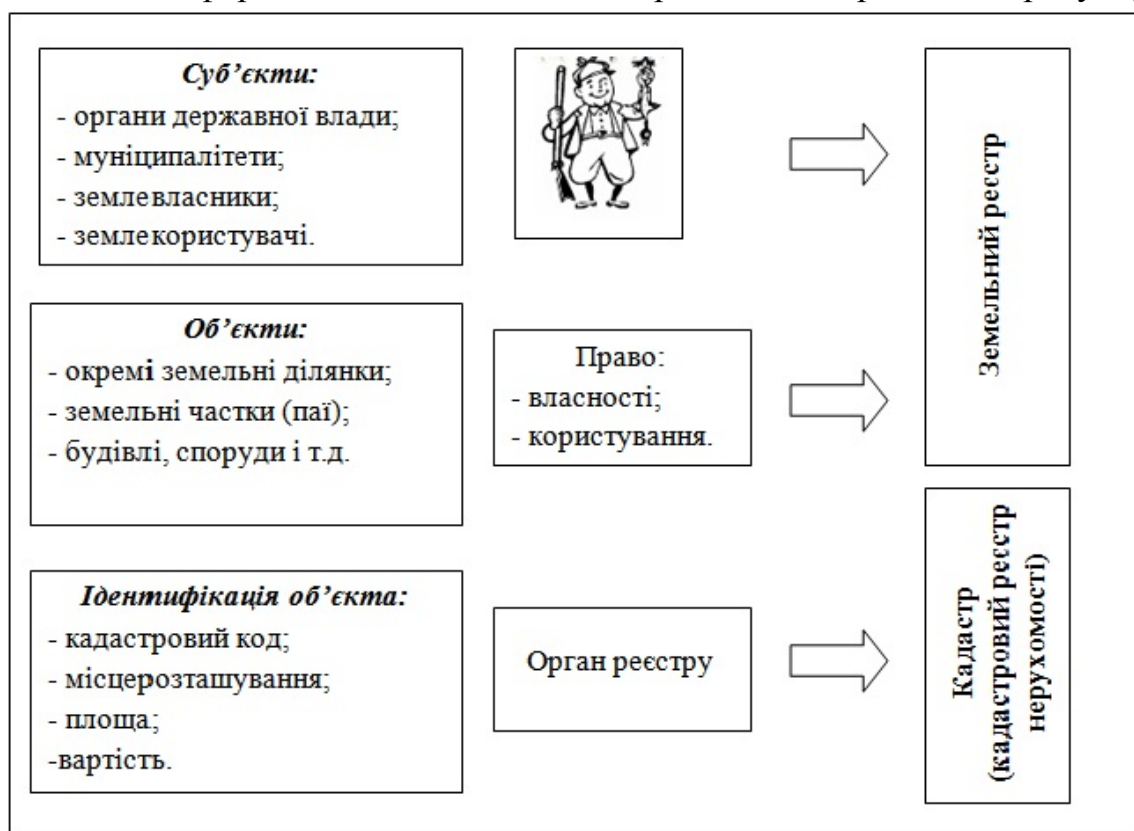 Суб’єкти:
- органи державної влади;
- муніципалітети;
- землевласники;
- землекористувачі.
Земельний реєстр
Об’єкти:
- окремі земельні ділянки;
- земельні частки (паї);
- будівлі, споруди і т.д.
Право:
- власності;
- користування.
Ідентифікація об’єкта:
- кадастровий код;
- місцерозташування;
- площа;
-вартість.
Орган реєстру
Кадастр
(кадастровий реєстр
нерухомості)